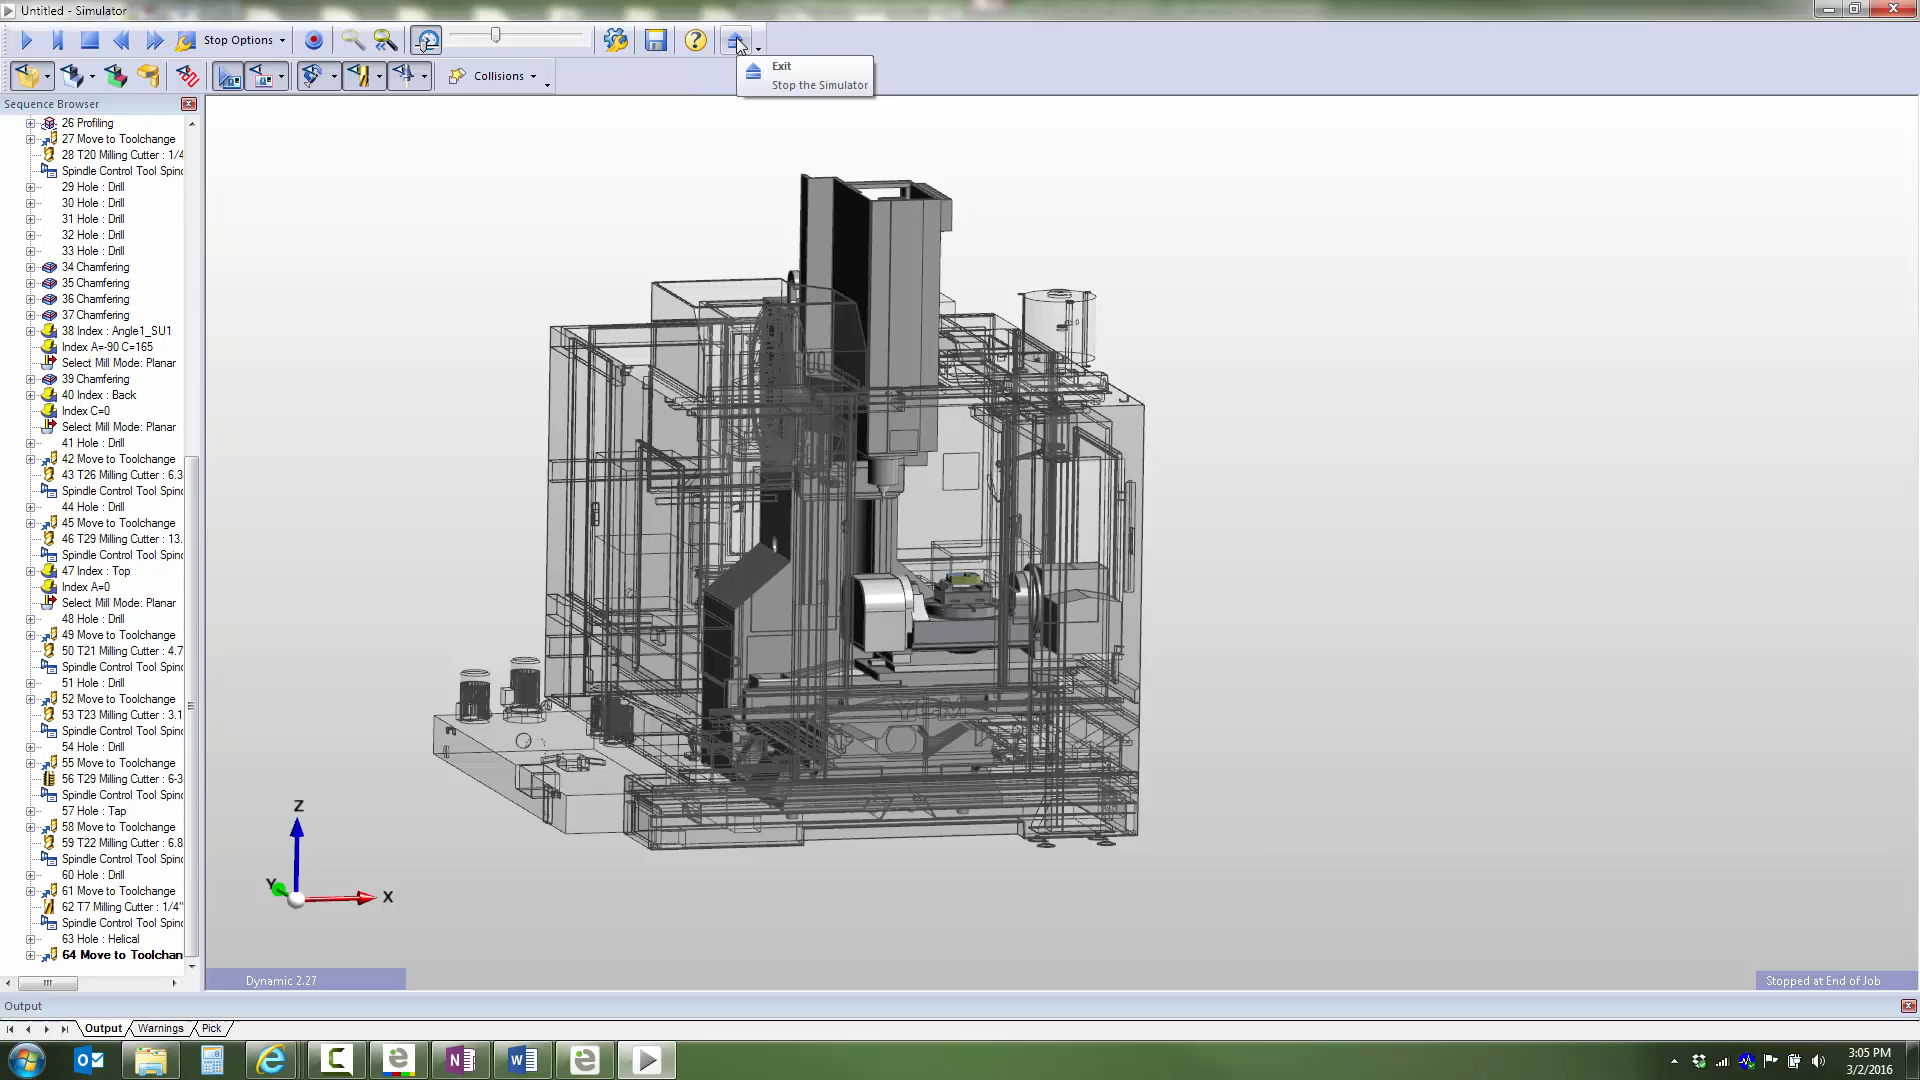 Untitled - Simulator
Stop Options
Exit
Stop the Simulator
Collisions
Sequence Browser
26 Profiling
27 Move to Toolchange
28 T20 Milling Cutter : 1/4
Spindle Control Tool Spin
29 Hole : Drill
30 Hole : Drill
31 Hole : Drill
32 Hole : Drill
33 Hole : Drill
34 Chamfering
35 Chamfering
36 Chamfering
37 Chamfering
38 Index : Angle1_SU1
Index A=-90 C=165
Select Mill Mode: Planar
39 Chamfering
40 Index : Back
Index C=0
Select Mill Mode: Planar
41 Hole : Drill
42 Move to Toolchange
43 T26 Milling Cutter : 6.3
Spindle Control Tool Spin
44 Hole : Drill
45 Move to Toolchange
46 T29 Milling Cutter : 13.
Spindle Control Tool Spin
47 Index : Top
Index A=0
Select Mill Mode: Planar
48 Hole : Drill
49 Move to Toolchange
50 T21 Milling Cutter : 4.7
Spindle Control Tool Spin
51 Hole : Drill
52 Move to Toolchange
53 T23 Milling Cutter : 3.1
Spindle Control Tool Spin
54 Hole : Drill
55 Move to Toolchange
56 T29 Milling Cutter : 6-3
Spindle Control Tool Spin
57 Hole : Tap
58 Move to Toolchange
59 T22 Milling Cutter : 6.8
Spindle Control Tool Spin
60 Hole : Drill
61 Move to Toolchange
62 T7 Milling Cutter : 1/4"
Spindle Control Tool Spin
63 Hole : Helical
64 Move to Toolchan
YCM
Z
Y
X
Dynamic 2.27
Stopped at End of Job
Output
Output
Warnings
Pick
3:05 PM
3/2/2016